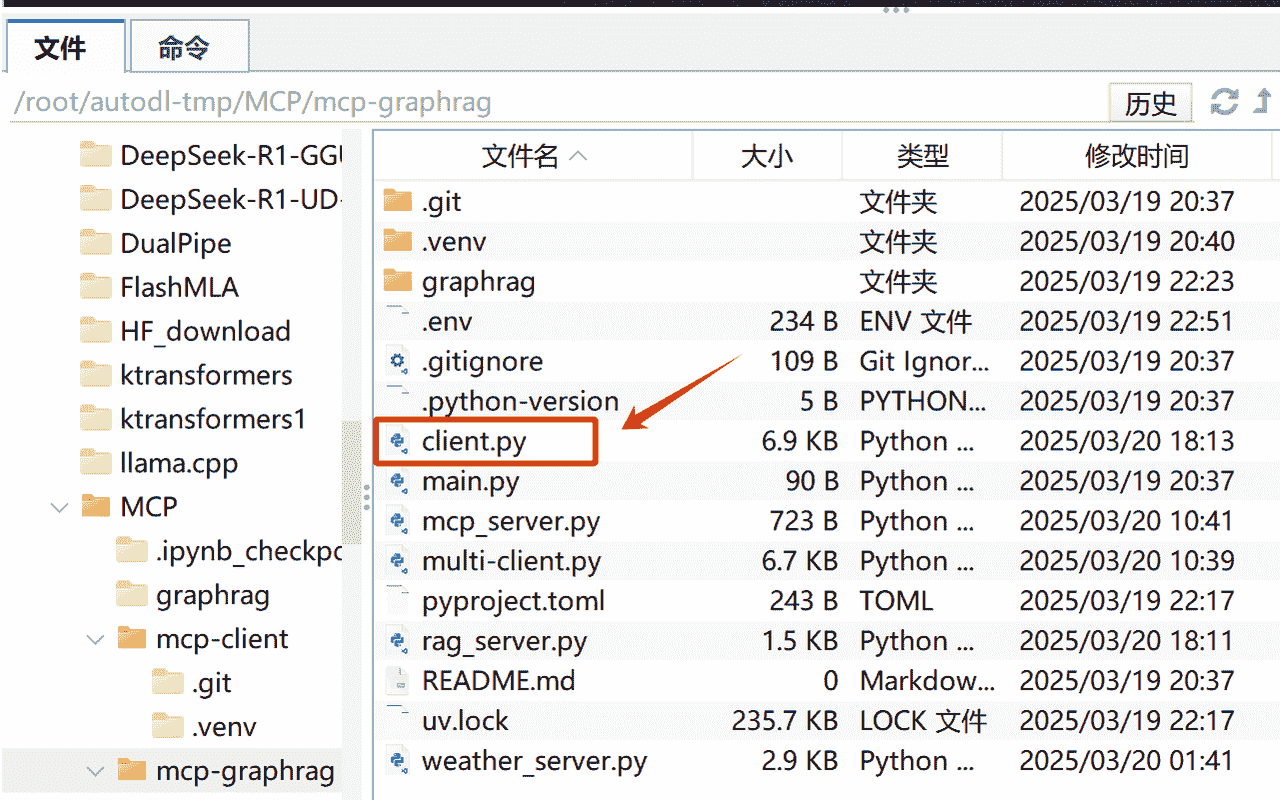 文件 命令
/root/autodl-tmp/MCP/mcp-graphrag 历史
DeepSeek-R1-GGU
DeepSeek-R1-UD-
DualPipe
FlashMLA
HF_download
ktransformers
ktransformers1
llama.cpp
MCP
.ipynb_checkpo
graphrag
mcp-client
.git
.venv
mcp-graphrag
文件名 大小 类型 修改时间
.git 文件夹 2025/03/19 20:37
.venv 文件夹 2025/03/19 20:40
graphrag 文件夹 2025/03/19 22:23
.env 234 B ENV 文件 2025/03/19 22:51
.gitignore 109 B Git Ignor... 2025/03/19 20:37
.python-version 5 B PYTHON... 2025/03/19 20:37
client.py 6.9 KB Python ... 2025/03/20 18:13
main.py 90 B Python ... 2025/03/19 20:37
mcp_server.py 723 B Python ... 2025/03/20 10:41
multi-client.py 6.7 KB Python ... 2025/03/20 10:39
pyproject.toml 243 B TOML 2025/03/19 22:17
rag_server.py 1.5 KB Python ... 2025/03/20 18:11
README.md 0 Markdow... 2025/03/19 20:37
uv.lock 235.7 KB LOCK 文件 2025/03/19 22:17
weather_server.py 2.9 KB Python ... 2025/03/20 01:41